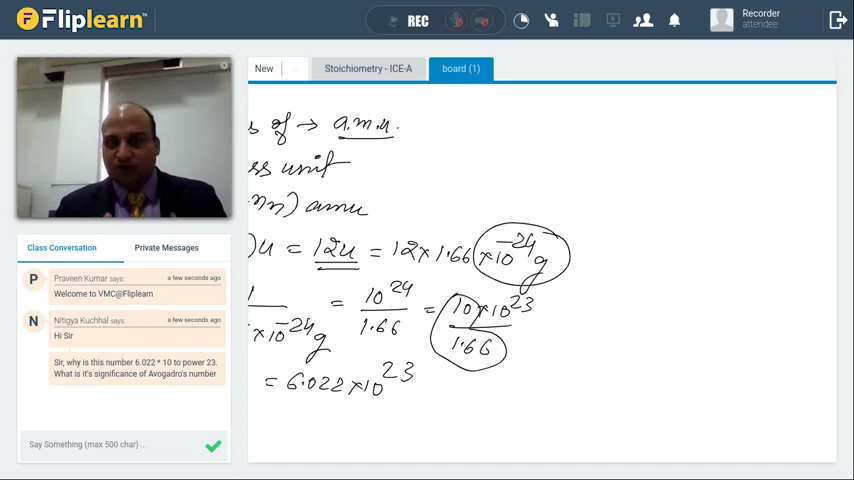 Fliplearn™
REC
Recorder
attendee
New
Stoichiometry - ICE-A
board (1)
s of → a.m.u.
ss unit
amu
)u = 12u = 12×1.66 ×10⁻²⁴ g
×10⁻²⁴ g = 10²⁴ / 1.66 = 10×10²³ / 1.66
= 6.022×10²³
Class Conversation
Private Messages
P
Praveen Kumar says:
a few seconds ago
Welcome to VMC@Fliplearn
N
Nitigya Kuchhal says:
a few seconds ago
Hi Sir
Sir, why is this number 6.022 * 10 to power 23.
What is it's significance of Avogadro's number
Say Something (max 500 char) ...